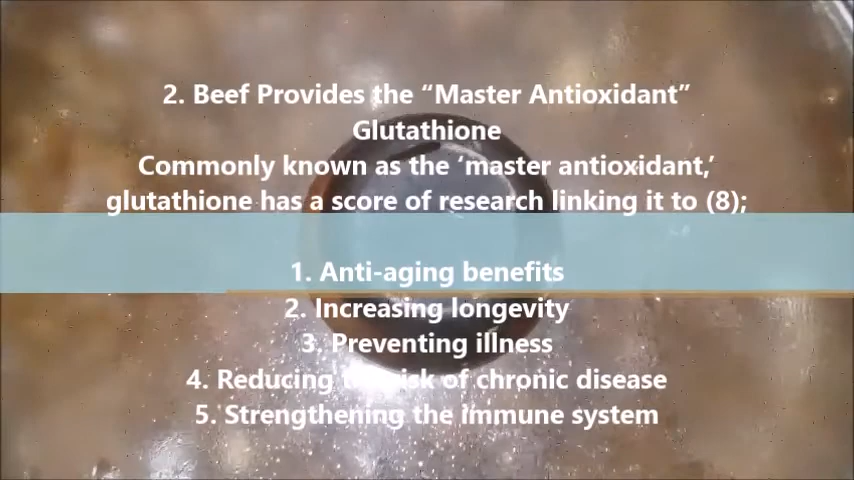 2. Beef Provides the “Master Antioxidant”
Glutathione
Commonly known as the ‘master antioxidant,’
glutathione has a score of research linking it to (8);
1. Anti-aging benefits
2. Increasing longevity
3. Preventing illness
4. Reducing the risk of chronic disease
5. Strengthening the immune system